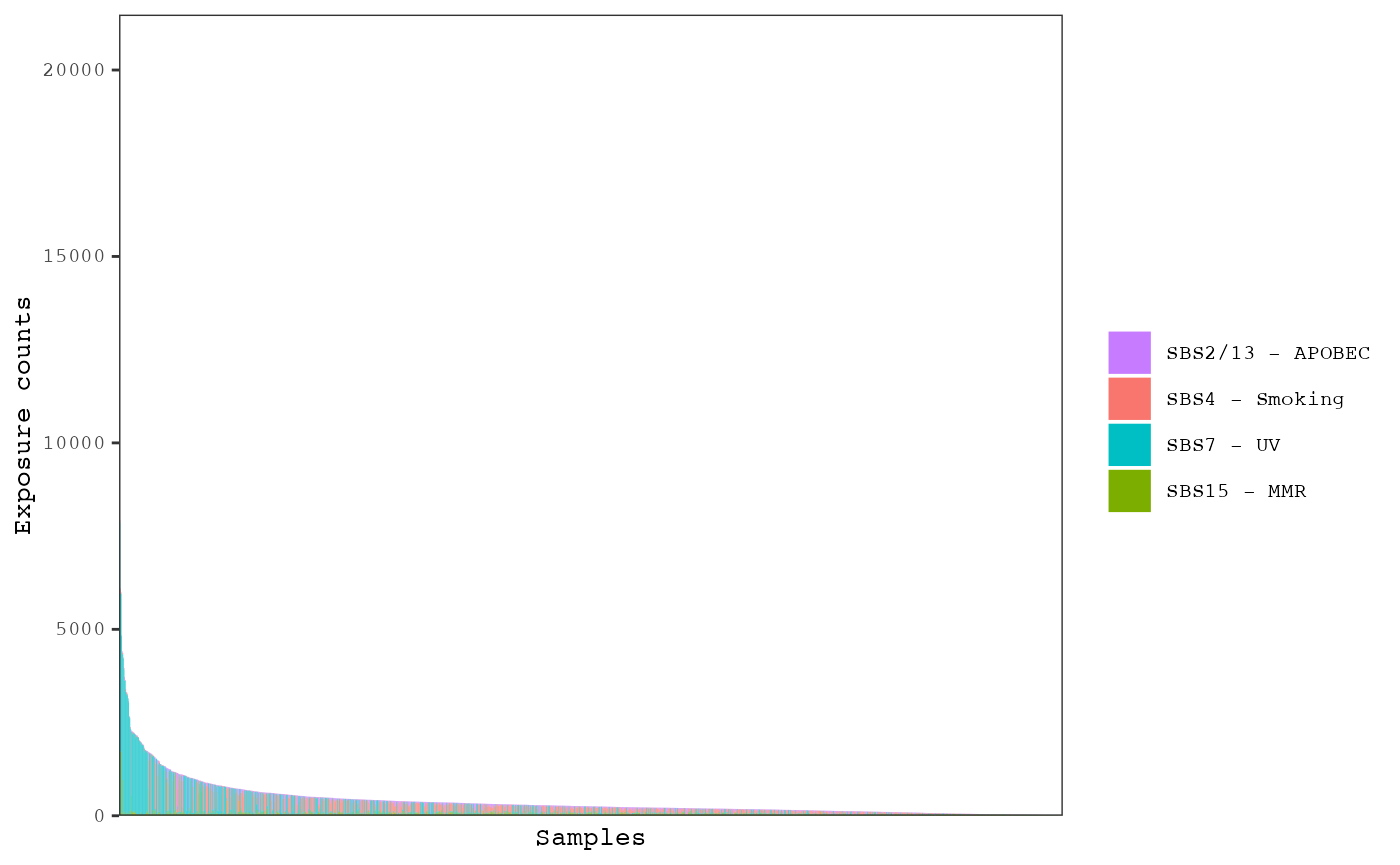 20000
15000
10000
5000
0
Exposure counts
Samples
SBS2/13 - APOBEC
SBS4 - Smoking
SBS7 - UV
SBS15 - MMR